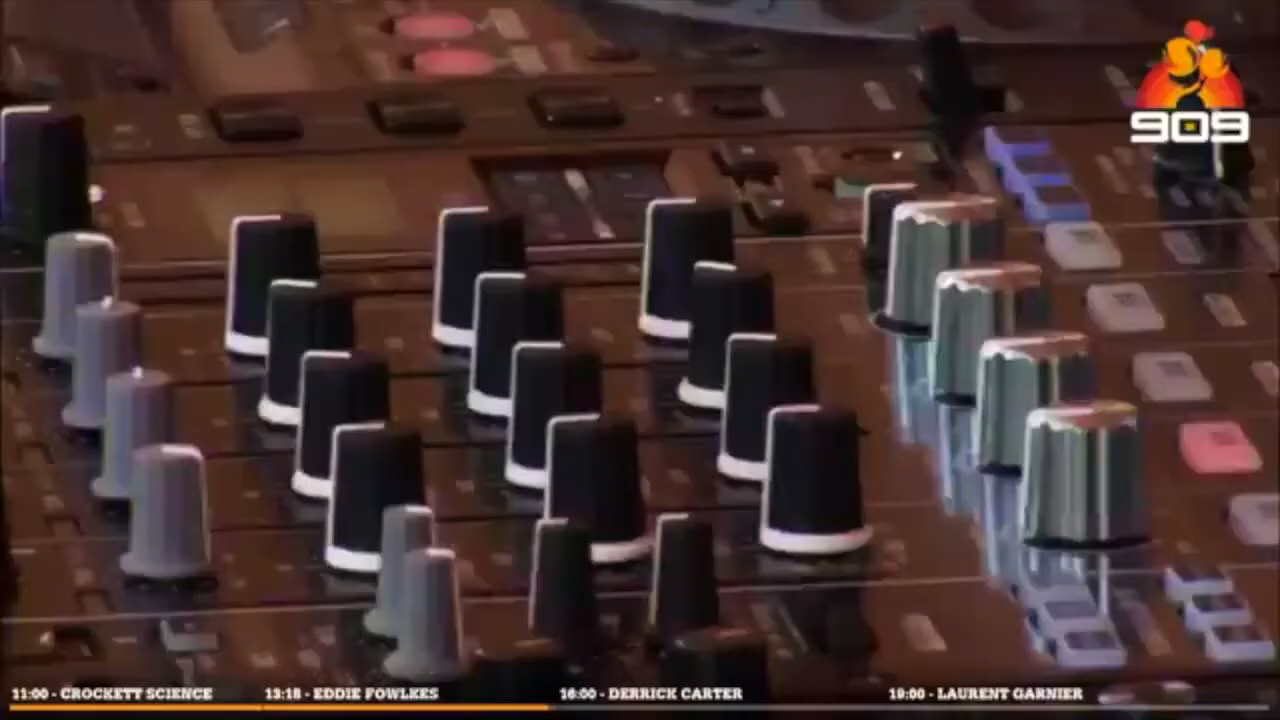 909
11:00 - CROCKETT SCIENCE
13:18 - EDDIE FOWLKES
16:00 - DERRICK CARTER
19:00 - LAURENT GARNIER